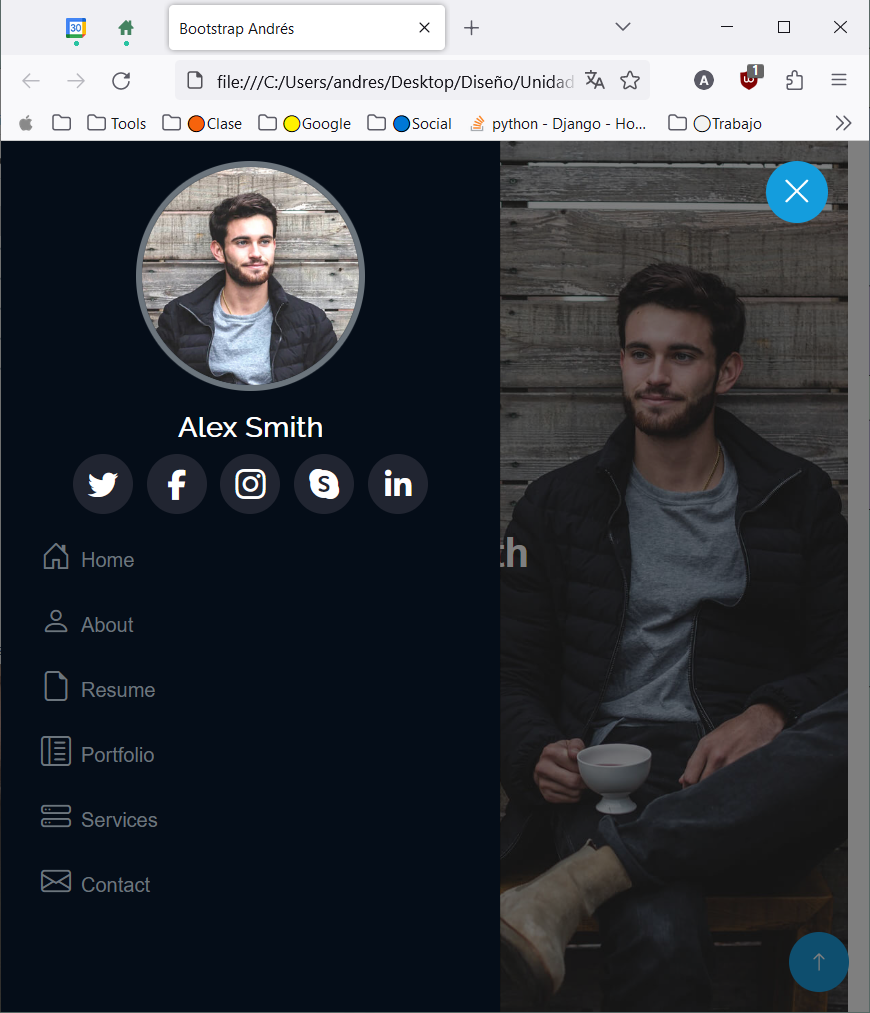 30
Bootstrap Andrés
file:///C:/Users/andres/Desktop/Diseño/Unidad
A
1
Tools
Clase
Google
Social
python - Django - Ho...
Trabajo
Alex Smith
th
Home
About
Resume
Portfolio
Services
Contact